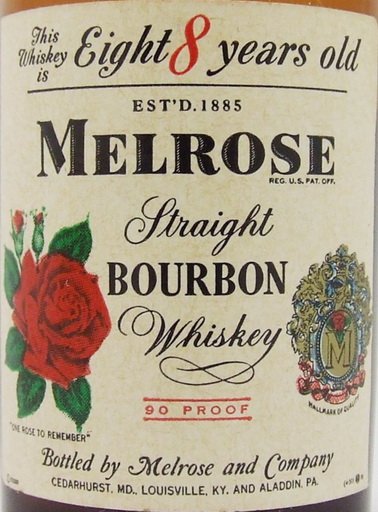 This
Whiskey
is
Eight 8 years old
EST'D. 1885
MELROSE
REG. U.S. PAT. OFF.
Straight
BOURBON
Whiskey
M
HALLMARK OF QUALITY
90 PROOF
"ONE ROSE TO REMEMBER"
Bottled by Melrose and Company
CEDARHURST, MD., LOUISVILLE, KY. AND ALADDIN, PA.